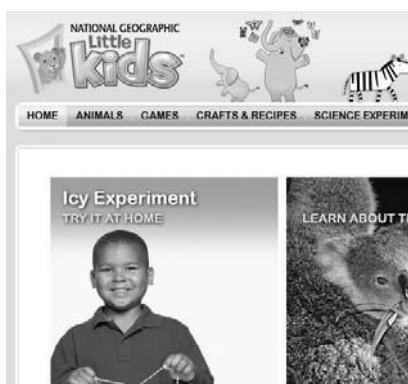 NATIONAL GEOGRAPHIC
Little
kids
HOME ANIMALS GAMES CRAFTS & RECIPES SCIENCE EXPERIM
Icy Experiment
TRY IT AT HOME
LEARN ABOUT T